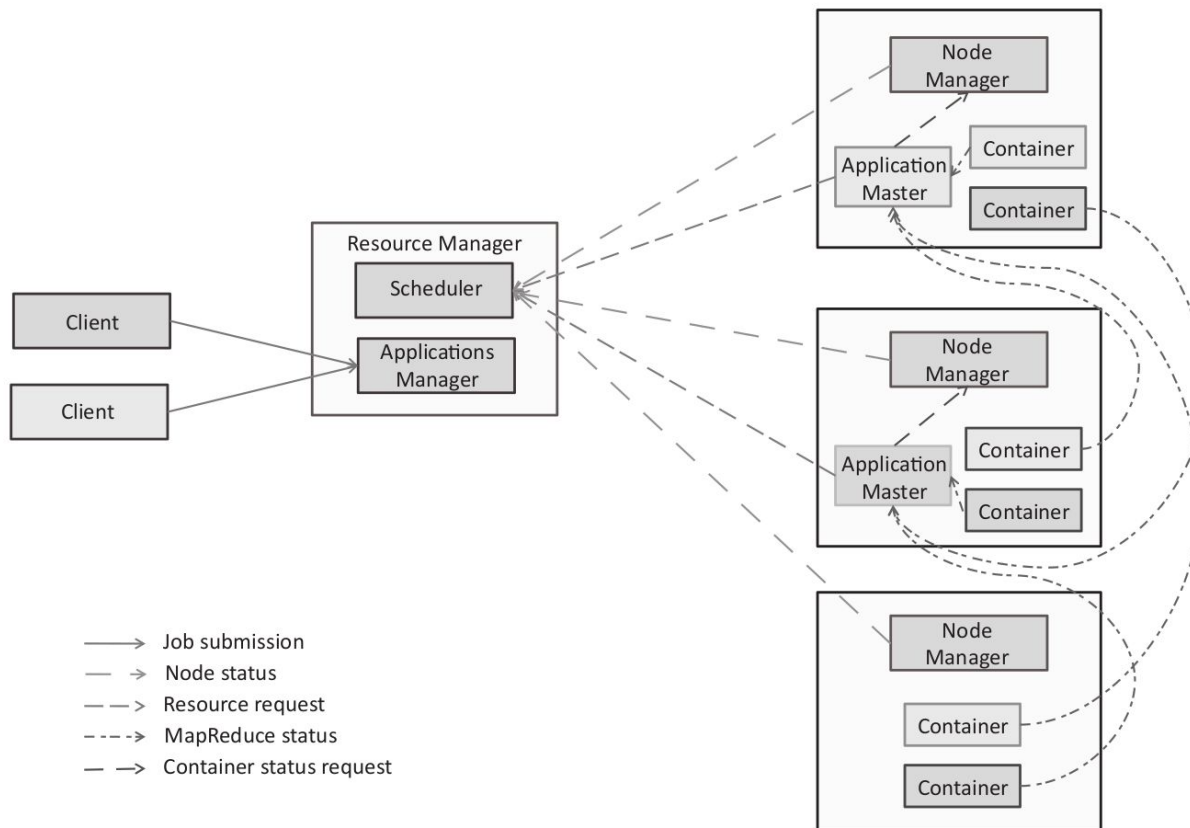 Client
Client
Resource Manager
Scheduler
Applications
Manager
Node
Manager
Application
Master
Container
Container
Node
Manager
Application
Master
Container
Container
Node
Manager
Container
Container
Job submission
Node status
Resource request
MapReduce status
Container status request